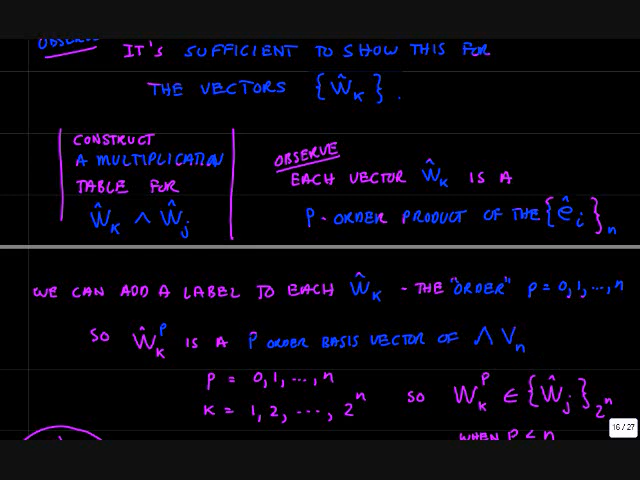 OBSERVE IT'S SUFFICIENT TO SHOW THIS FOR
THE VECTORS {Ŵ_K}.
CONSTRUCT
A MULTIPLICATION
TABLE FOR
Ŵ_K ∧ Ŵ_j
OBSERVE
EACH VECTOR Ŵ_K IS A
P-ORDER PRODUCT OF THE {ê_i}_n
WE CAN ADD A LABEL TO EACH Ŵ_K - THE "ORDER" P = 0,1,...,n
SO Ŵ_K^P IS A P ORDER BASIS VECTOR OF ΛV_n
P = 0,1,...,n
K = 1,2,...,2^n
SO W_K^P ∈ {Ŵ_j}_2^n
WHEN P < n
16 / 27